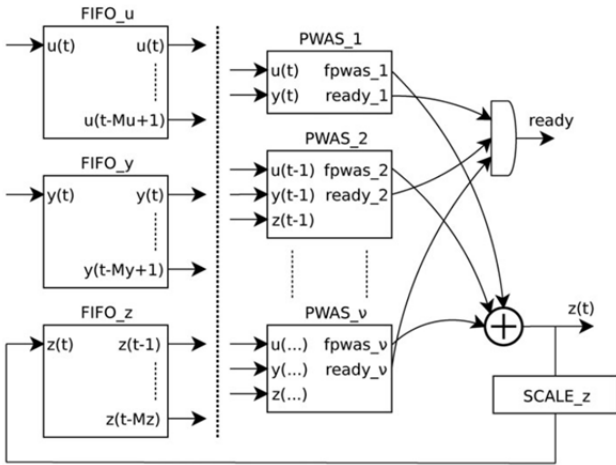 FIFO_u
u(t) u(t)
u(t-Mu+1)
FIFO_y
y(t) y(t)
y(t-My+1)
FIFO_z
z(t) z(t-1)
z(t-Mz)
PWAS_1
u(t) fpwas_1
y(t) ready_1
PWAS_2
u(t-1) fpwas_2
y(t-1) ready_2
z(t-1)
PWAS_ν
u(...) fpwas_ν
y(...) ready_ν
z(...)
ready
z(t)
SCALE_z